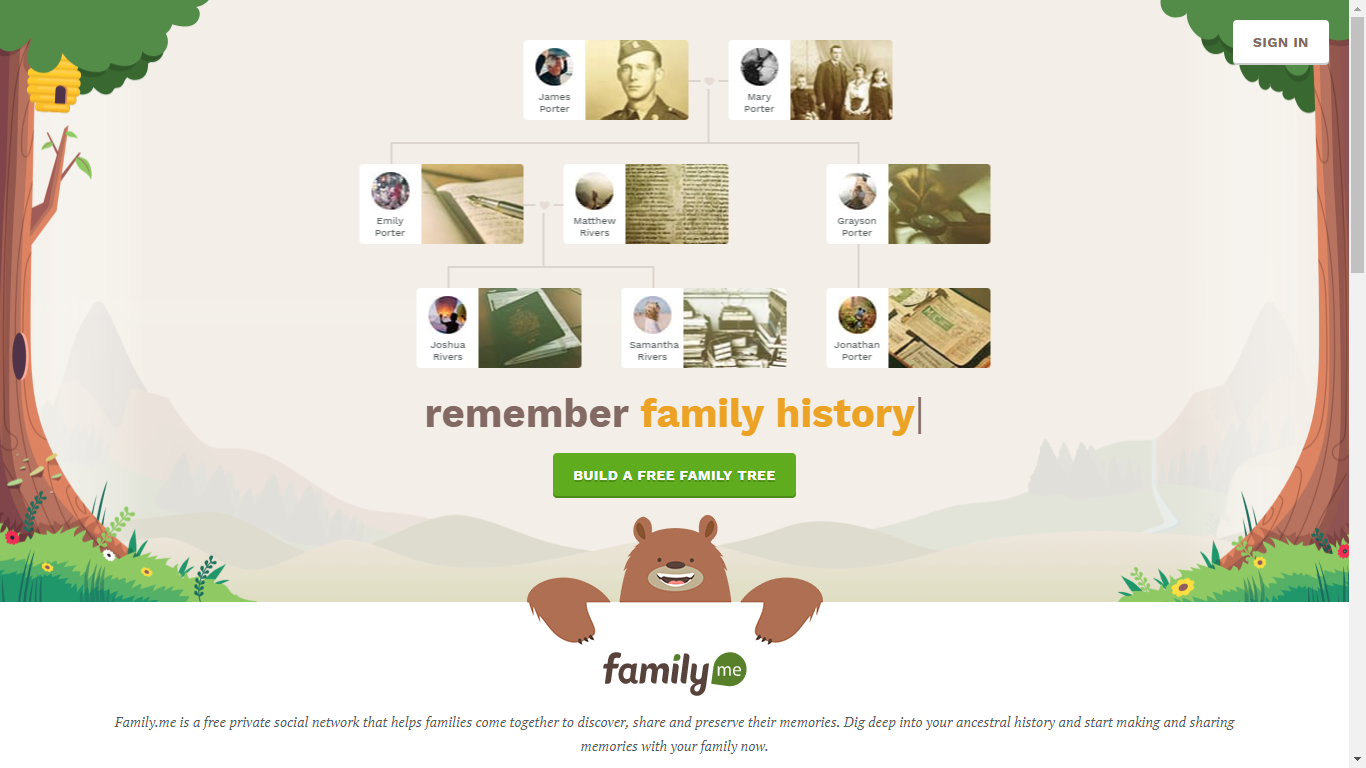 SIGN IN
James
Porter
Mary
Porter
Emily
Porter
Matthew
Rivers
Grayson
Porter
Joshua
Rivers
Samantha
Rivers
Jonathan
Porter
remember family history
BUILD A FREE FAMILY TREE
family me
Family.me is a free private social network that helps families come together to discover, share and preserve their memories. Dig deep into your ancestral history and start making and sharing
memories with your family now.